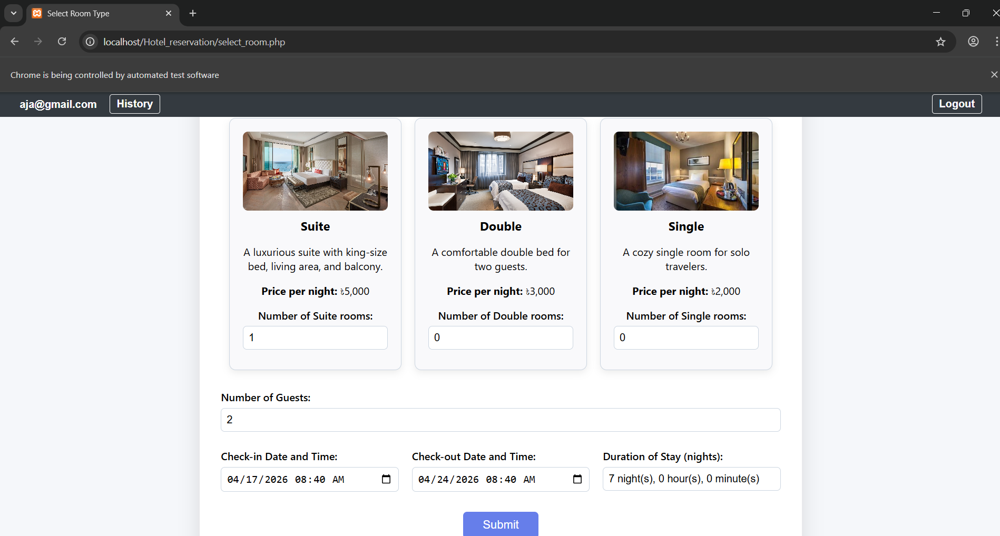 Select Room Type
localhost/Hotel_reservation/select_room.php
Chrome is being controlled by automated test software
aja@gmail.com History Logout
Suite
A luxurious suite with king-size
bed, living area, and balcony.
Price per night: ৳5,000
Number of Suite rooms:
1
Double
A comfortable double bed for
two guests.
Price per night: ৳3,000
Number of Double rooms:
0
Single
A cozy single room for solo
travelers.
Price per night: ৳2,000
Number of Single rooms:
0
Number of Guests:
2
Check-in Date and Time:
04/17/2026 08:40 AM
Check-out Date and Time:
04/24/2026 08:40 AM
Duration of Stay (nights):
7 night(s), 0 hour(s), 0 minute(s)
Submit